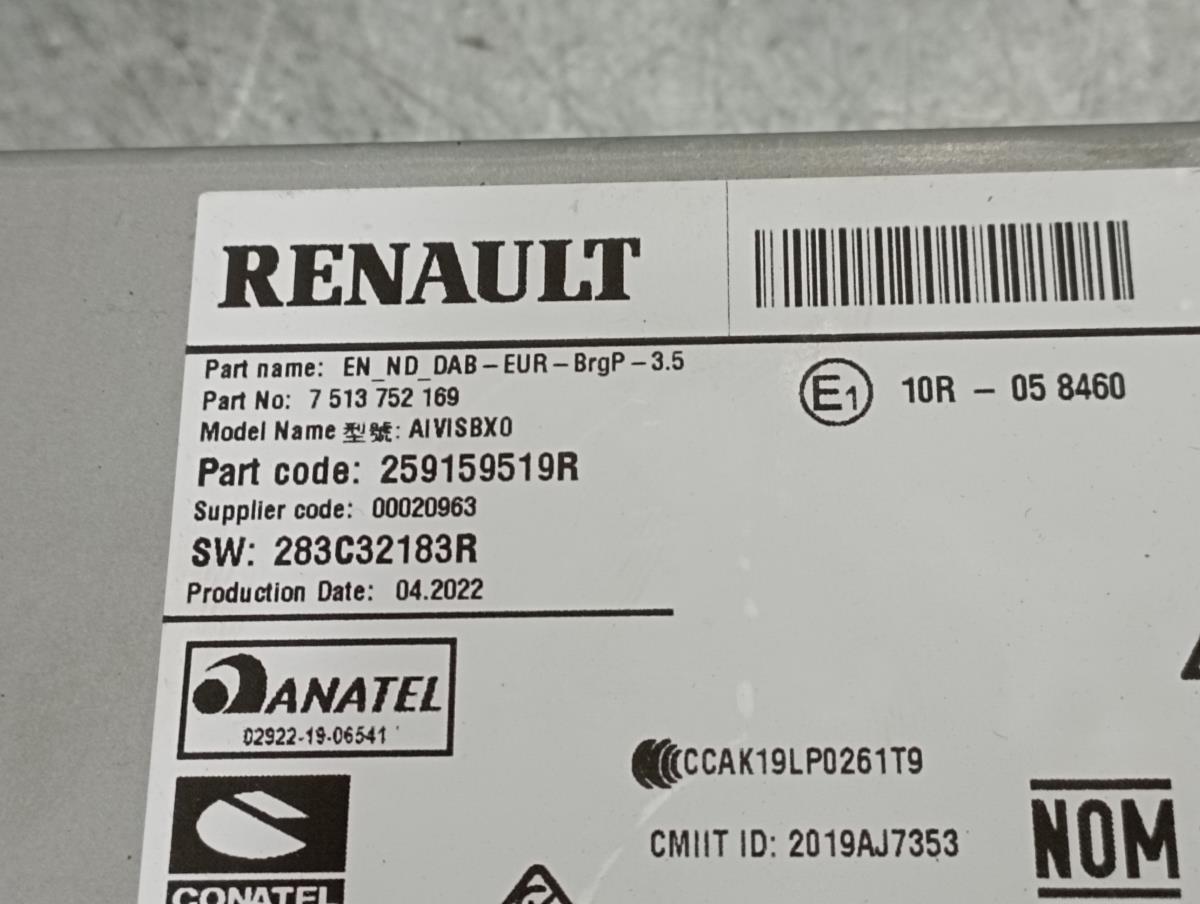 RENAULT
Part name: EN_ND_DAB-EUR-BrgP-3.5
Part No: 7 513 752 169
Model Name 型號: AIVISBX0
Part code: 259159519R
Supplier code: 00020963
SW: 283C32183R
Production Date: 04.2022
E1 10R - 05 8460
ANATEL
02922-19-06541
CCAK19LP0261T9
CMIIT ID: 2019AJ7353
NOM
CONATEL